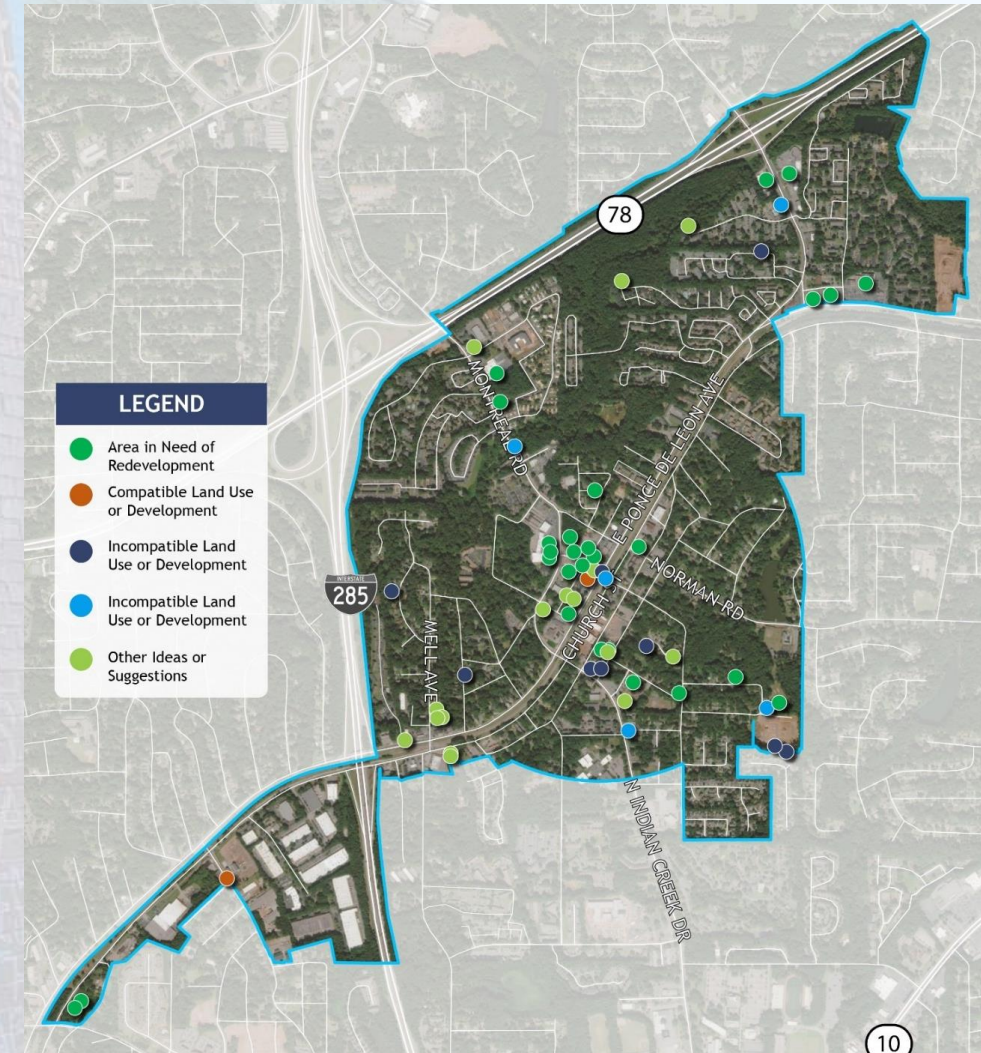 78
MONTREAL RD
E PONCE DE LEON AVE
LEGEND
Area in Need of
Redevelopment
Compatible Land Use
or Development
Incompatible Land
Use or Development
Incompatible Land
Use or Development
Other Ideas or
Suggestions
INTERSTATE
285
NORMAN RD
CHURCH
MELL AVE
N INDIAN CREEK DR
10